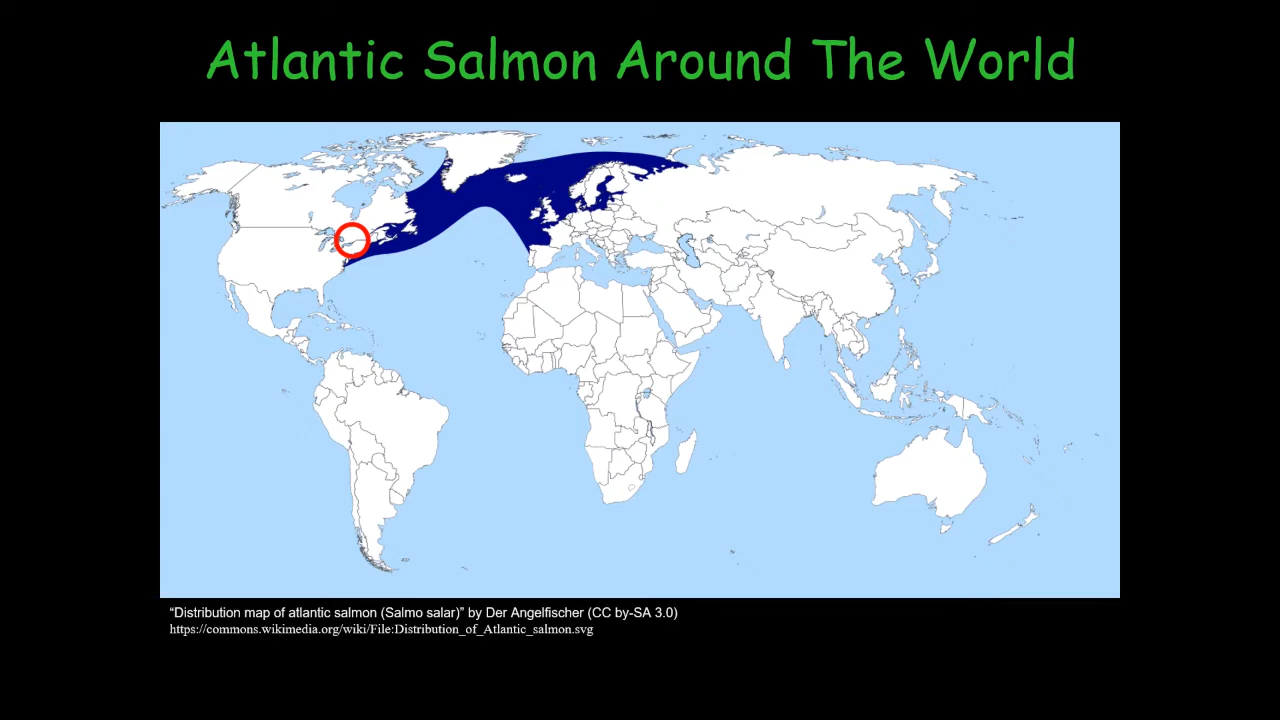 Atlantic Salmon Around The World
“Distribution map of atlantic salmon (Salmo salar)” by Der Angelfischer (CC by-SA 3.0)
https://commons.wikimedia.org/wiki/File:Distribution_of_Atlantic_salmon.svg